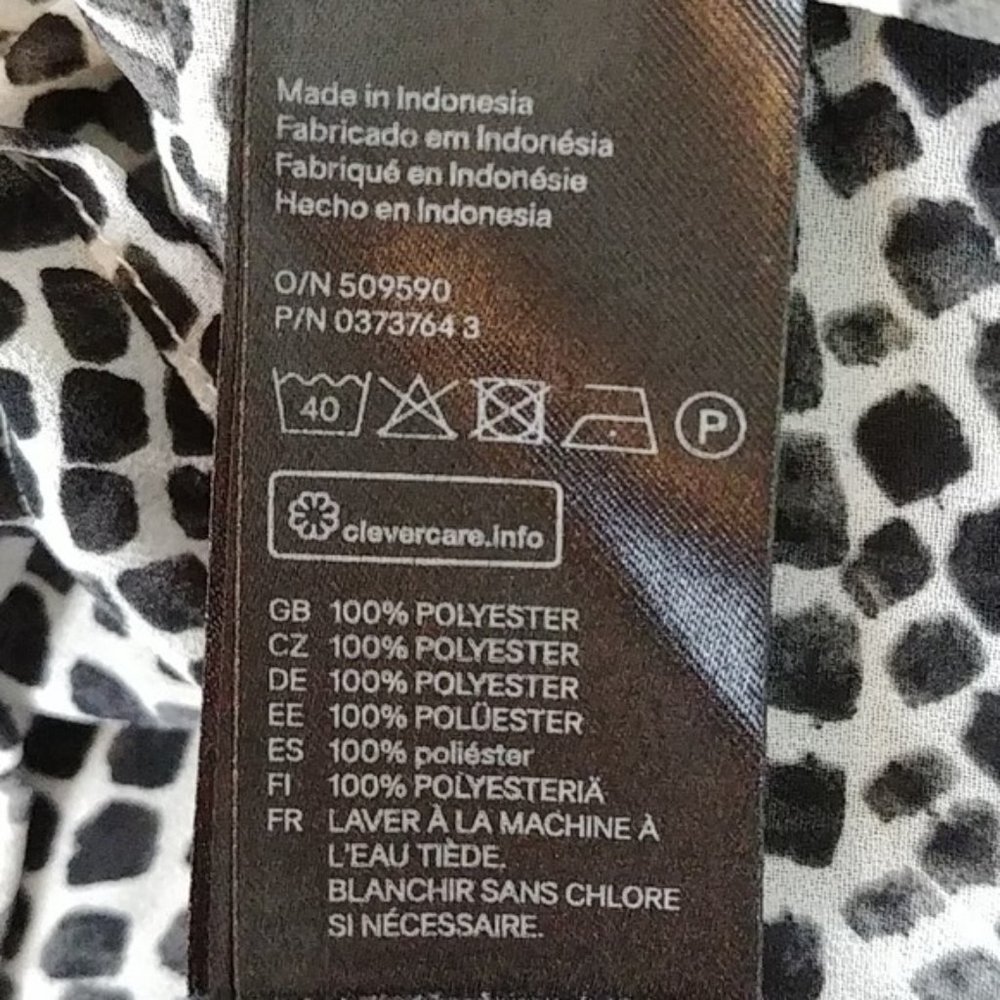 Made in Indonesia
Fabricado em Indonésia
Fabriqué en Indonésie
Hecho en Indonesia
O/N 509590
P/N 0373764 3
40 P
clevercare.info
GB 100% POLYESTER
CZ 100% POLYESTER
DE 100% POLYESTER
EE 100% POLÜESTER
ES 100% poliéster
FI 100% POLYESTERIÄ
FR LAVER À LA MACHINE À
L'EAU TIÈDE.
BLANCHIR SANS CHLORE
SI NÉCESSAIRE.